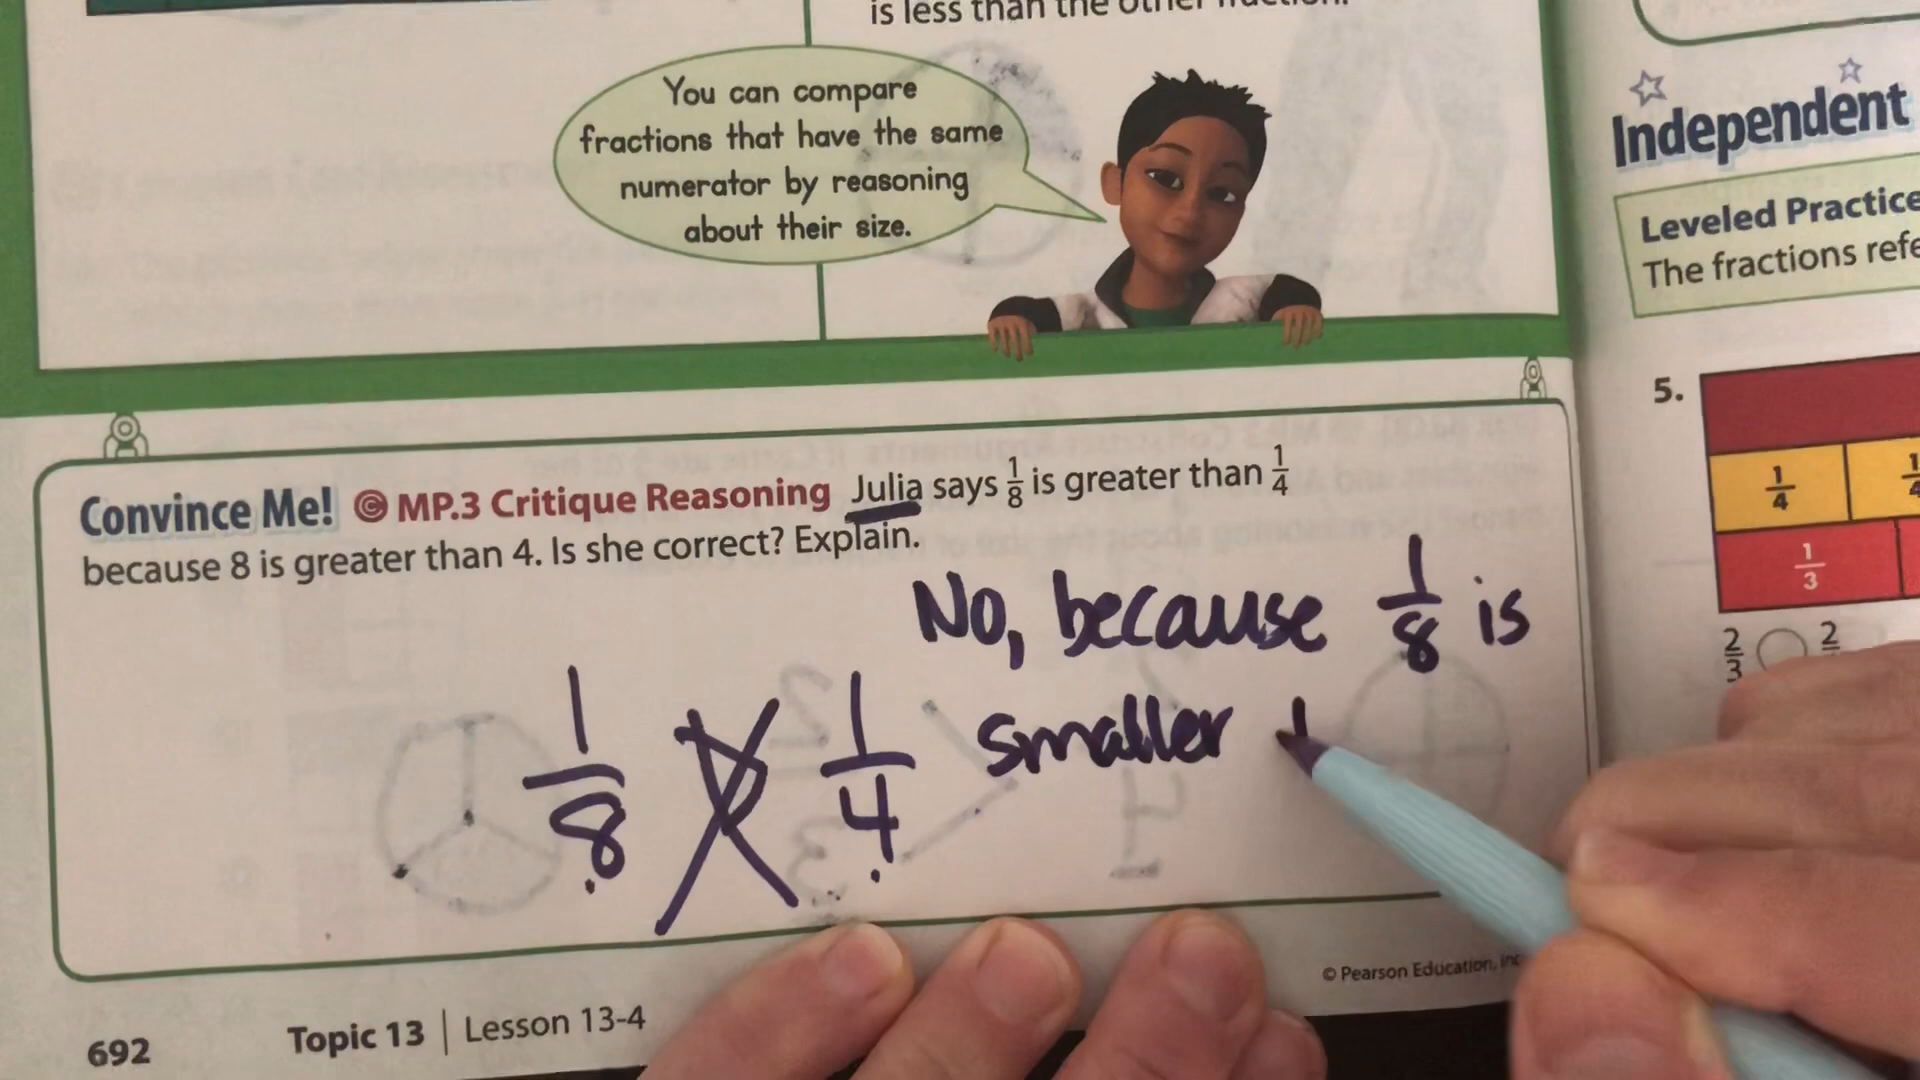 is less than the other fraction.
You can compare
fractions that have the same
numerator by reasoning
about their size.
Convince Me! © MP.3 Critique Reasoning Julia says 1/8 is greater than 1/4
because 8 is greater than 4. Is she correct? Explain.
No, because 1/8 is
smaller
1/8 1/4
© Pearson Education, Inc
692 Topic 13 | Lesson 13-4
Independent
Leveled Practice
The fractions refe
5.
1/4
1/3
2/3 2